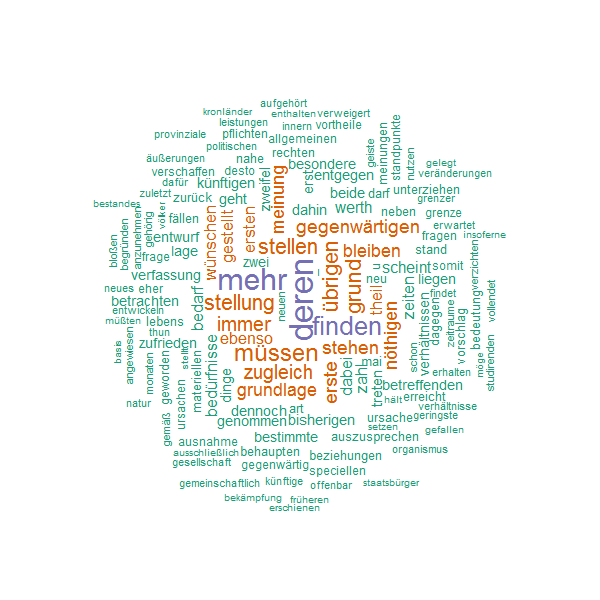 aufgehört
kronländer
enthalten verweigert
leistungen innern vortheile
provinziale pflichten allgemeinen
politischen rechten
äußerungen nahe besondere
verschaffen desto entgegen
dafür künftigen
zuletzt zurück geht
bestandes
fällen
entwurf lage
frage
verfassung
neues eher
betrachten
entwickeln
müßten lebens
thun
zufrieden
basis
angewiesen
monaten
geworden
natur
gemäß
ursachen
stellt
materiellen
bedürfnisse
bedarf
dinge
bloßen
begründen
anzunehmen
gehörig
völker
wünschen
gestellt
ersten
zweifel
meinung
erst
geiste
meinungen
standpunkte
nutzen
gelegt
veränderungen
beide darf unterziehen
grenzer
dahin werth neben grenze
gegenwärtigen
erwartet
fragen insoferne
stellen bleiben stand
zwei scheint somit
neu liegen
mehr
deren
finden
neuen
l
übrigen
grund
theil
u
zeiten
verhältnissen
dagegen
findet
zeitraume
vorschlag
bedeutung
verzichten
vollendet
stellung
immer
ebenso
müssen
stehen
zugleich
mai
grundlage
erste
dabei
zahl
treten
nöthigen
schon
erhalten
möge
studirenden
betreffenden
hält erreicht
verhältnisse
dennoch art
ursache geringste
genommen bisherigen
setzen gefallen
bestimmte auszusprechen
ausnahme
behaupten organismus
ausschließlich beziehungen
gesellschaft gegenwärtig
speciellen
gemeinschaftlich künftige
offenbar staatsbürger
bekämpfung früheren
erschienen